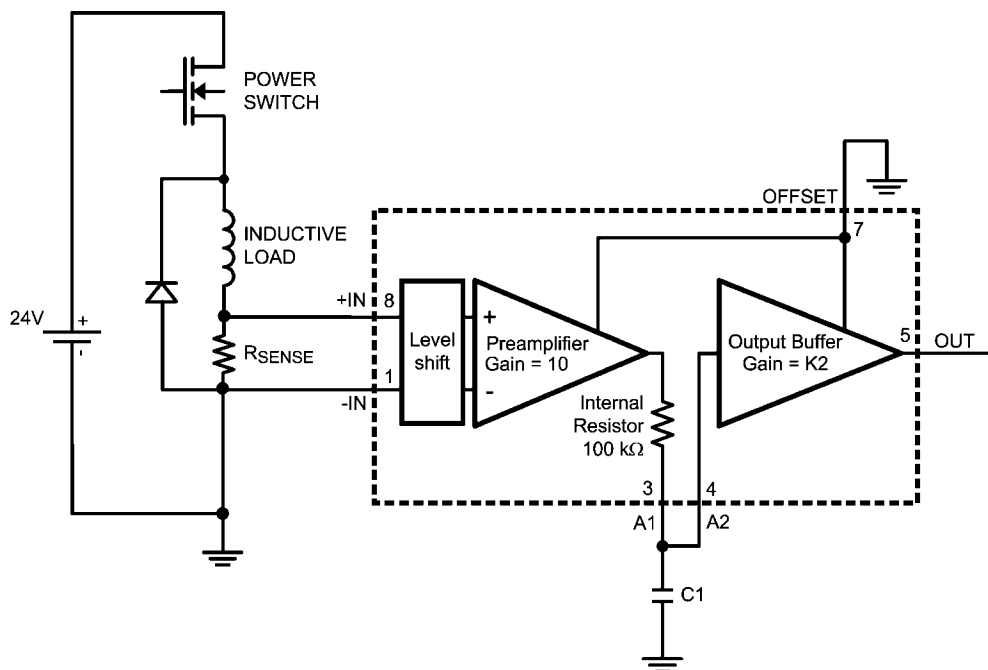 POWER
SWITCH
OFFSET
7
INDUCTIVE
LOAD
+IN
8
24V
+
-
RSENSE
Level
shift
+
-
Preamplifier
Gain = 10
Output Buffer
Gain = K2
5
OUT
1
-IN
Internal
Resistor
100 kΩ
3
4
A1
A2
C1